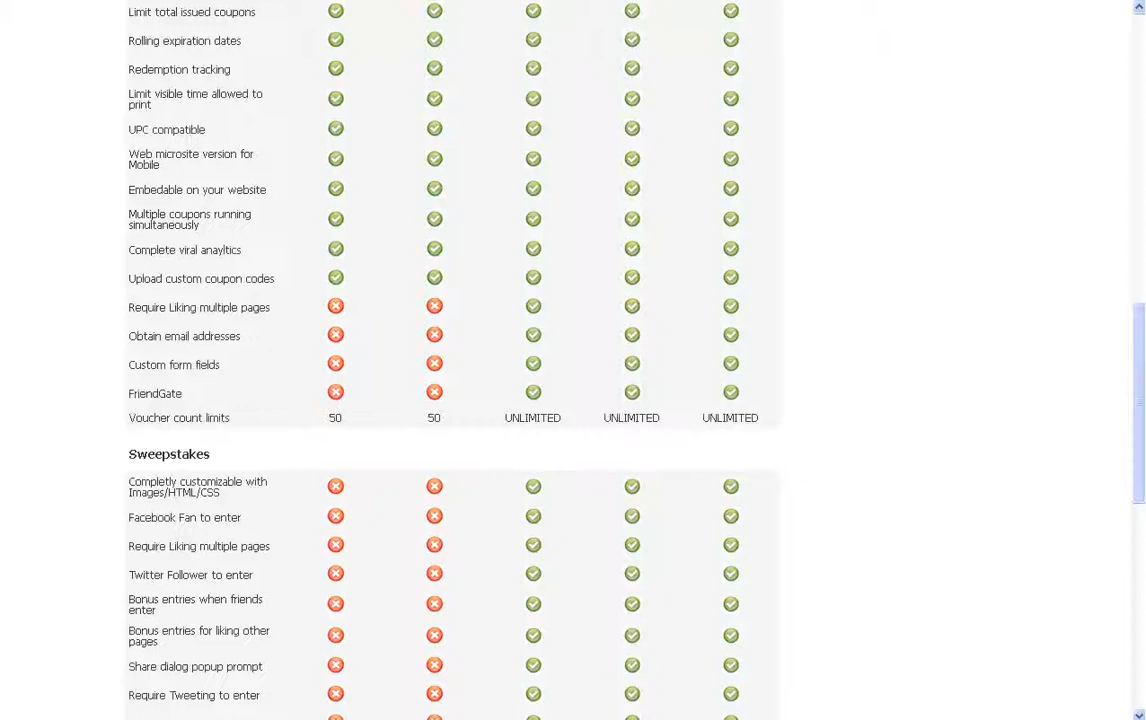 Limit total issued coupons
Rolling expiration dates
Redemption tracking
Limit visible time allowed to
print
UPC compatible
Web microsite version for
Mobile
Embedable on your website
Multiple coupons running
simultaneously
Complete viral anayltics
Upload custom coupon codes
Require Liking multiple pages
Obtain email addresses
Custom form fields
FriendGate
Voucher count limits 50 50 UNLIMITED UNLIMITED UNLIMITED
Sweepstakes
Completly customizable with
Images/HTML/CSS
Facebook Fan to enter
Require Liking multiple pages
Twitter Follower to enter
Bonus entries when friends
enter
Bonus entries for liking other
pages
Share dialog popup prompt
Require Tweeting to enter